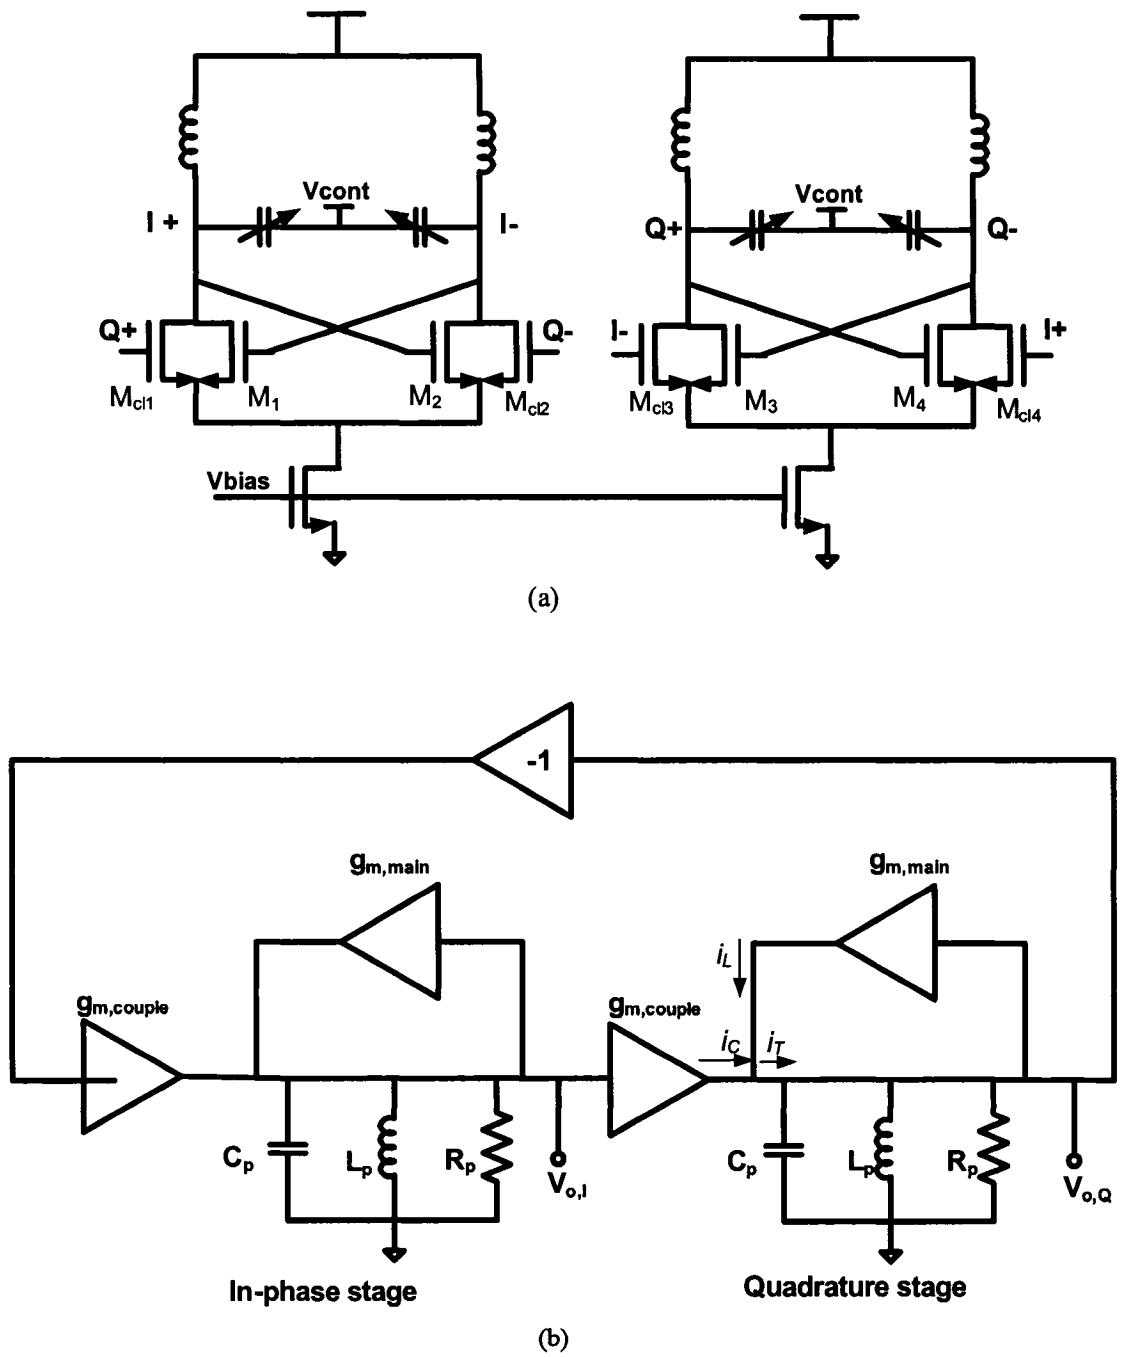 Vcont
I + I-
Q+ Q-
Mcl1 M1 M2 Mcl2
Vcont
Q+ Q-
I- I+
Mcl3 M3 M4 Mcl4
Vbias
(a)
-1
gm,main
gm,main
gm,couple
gm,couple
iL
iC iT
Cp Lp Rp Vo,I
Cp Lp Rp Vo,Q
In-phase stage
Quadrature stage
(b)